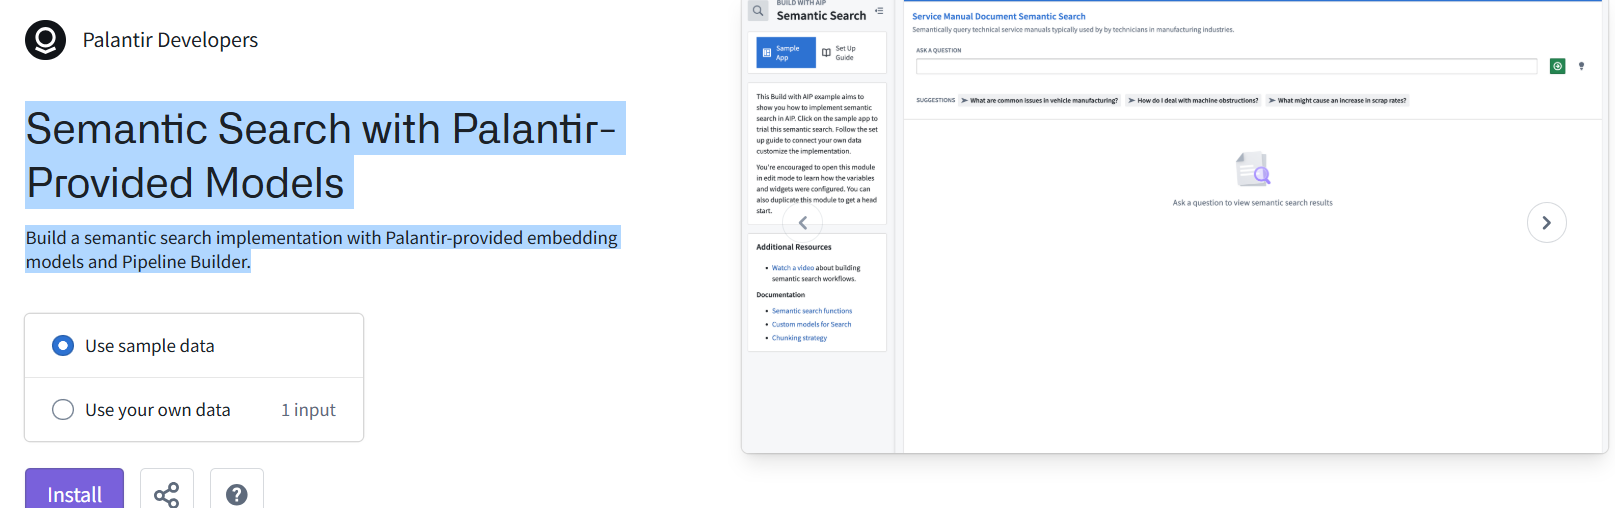 Palantir Developers
Semantic Search with Palantir-
Provided Models
Build a semantic search implementation with Palantir-provided embedding
models and Pipeline Builder.
Use sample data
Use your own data 1 input
Install
BUILD WITH AIP
Semantic Search
Sample
App
Set Up
Guide
This Build with AIP example aims to
show you how to implement semantic
search in AIP. Click on the sample app to
trial this semantic search. Follow the set
up guide to connect your own data
customize the implementation.
You're encouraged to open this module
in edit mode to learn how the variables
and widgets were configured. You can
also duplicate this module to get a head
start.
Additional Resources
Watch a video about building
semantic search workflows.
Documentation
Semantic search functions
Custom models for Search
Chunking strategy
Service Manual Document Semantic Search
Semantically query technical service manuals typically used by by technicians in manufacturing industries.
ASK A QUESTION
SUGGESTIONS What are common issues in vehicle manufacturing? How do I deal with machine obstructions? What might cause an increase in scrap rates?
Ask a question to view semantic search results